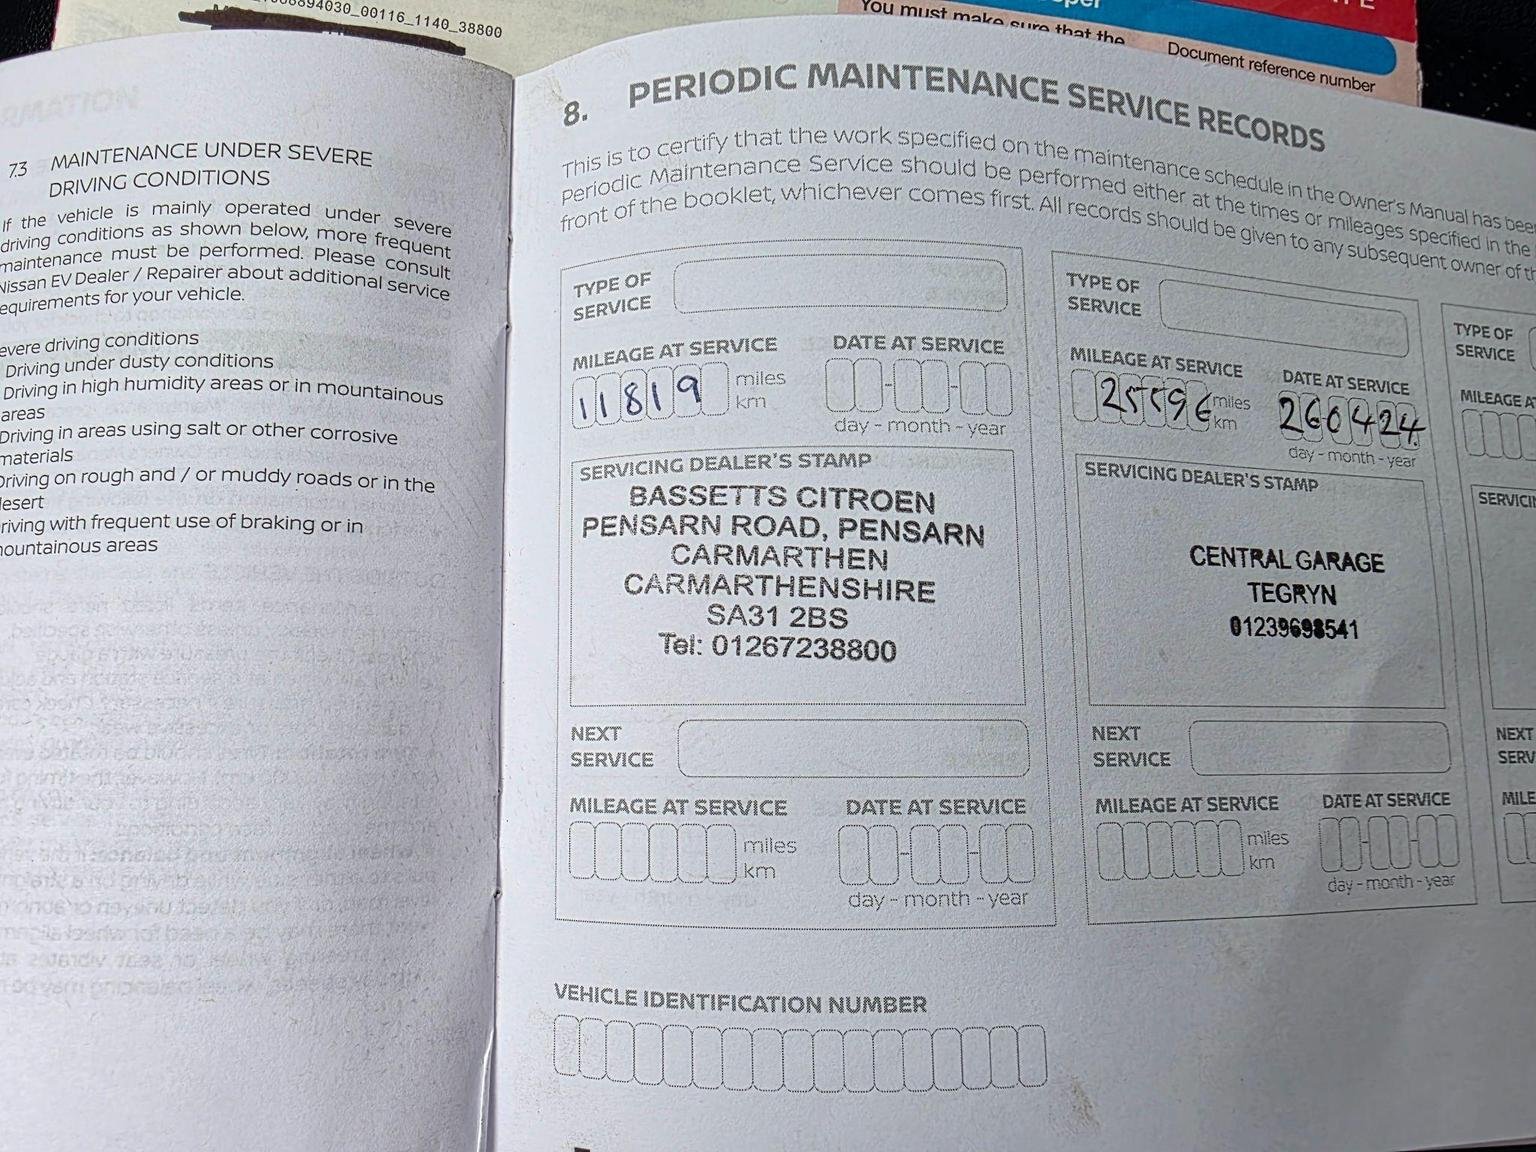 _00116_1140_38800
You must make sure that the
Document reference number
7.3 MAINTENANCE UNDER SEVERE
DRIVING CONDITIONS
If the vehicle is mainly operated under severe
driving conditions as shown below, more frequent
maintenance must be performed. Please consult
Nissan EV Dealer / Repairer about additional service
equirements for your vehicle.
evere driving conditions
Driving under dusty conditions
Driving in high humidity areas or in mountainous
areas
Driving in areas using salt or other corrosive
materials
Driving on rough and / or muddy roads or in the
desert
riving with frequent use of braking or in
mountainous areas
8. PERIODIC MAINTENANCE SERVICE RECORDS
This is to certify that the work specified on the maintenance schedule in the Owner's Manual has been
Periodic Maintenance Service should be performed either at the times or mileages specified in the
front of the booklet, whichever comes first. All records should be given to any subsequent owner of th
TYPE OF
SERVICE
MILEAGE AT SERVICE
DATE AT SERVICE
11819
miles
km
day - month - year
SERVICING DEALER'S STAMP
BASSETTS CITROEN
PENSARN ROAD, PENSARN
CARMARTHEN
CARMARTHENSHIRE
SA31 2BS
Tel: 01267238800
NEXT
SERVICE
MILEAGE AT SERVICE
DATE AT SERVICE
miles
km
day - month - year
TYPE OF
SERVICE
MILEAGE AT SERVICE
DATE AT SERVICE
25596
miles
km
260424
day - month - year
SERVICING DEALER'S STAMP
CENTRAL GARAGE
TEGRYN
01239698541
NEXT
SERVICE
MILEAGE AT SERVICE
DATE AT SERVICE
miles
km
day - month - year
TYPE OF
SERVICE
MILEAGE A
SERVICIN
NEXT
SERV
MILE
VEHICLE IDENTIFICATION NUMBER